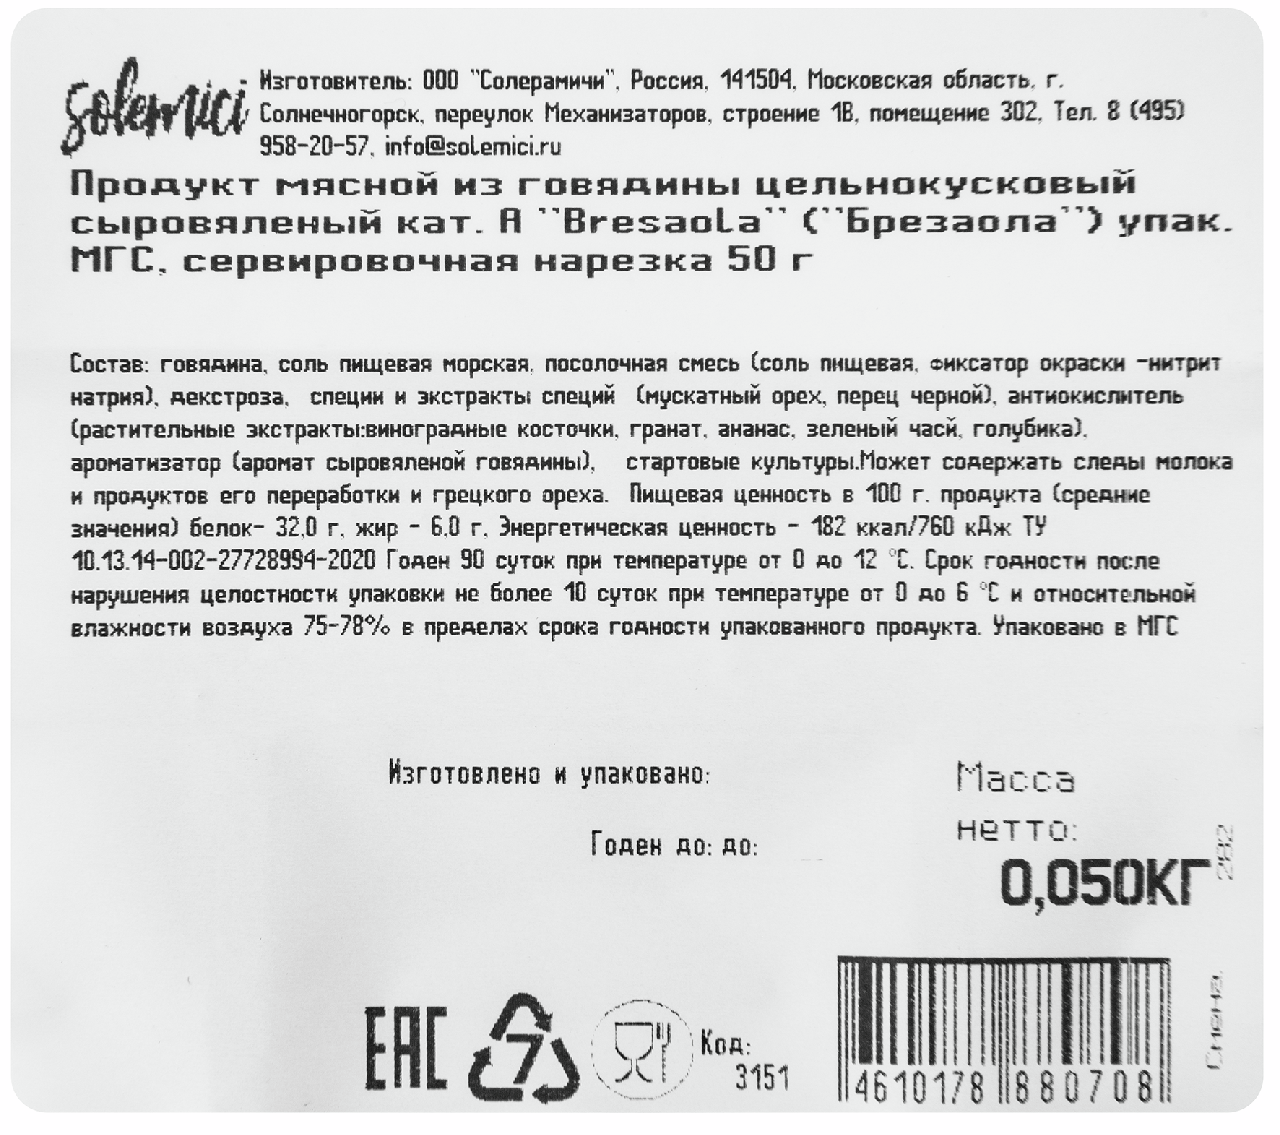 solemici
Изготовитель: ООО "Солерамичи", Россия, 141504, Московская область, г.
Солнечногорск, переулок Механизаторов, строение 1В, помещение 302, Тел. 8 (495)
958-20-57, info@solemici.ru
Продукт мясной из говядины цельнокусковый
сыровяленый кат. А "Bresaola" ("Брезаола") упак.
МГС, сервировочная нарезка 50 г
Состав: говядина, соль пищевая морская, посолочная смесь (соль пищевая, фиксатор окраски -нитрит
натрия), декстроза, специи и экстракты специй (мускатный орех, перец черной), антиокислитель
(растительные экстракты:виноградные косточки, гранат, ананас, зеленый часй, голубика),
ароматизатор (аромат сыровяленой говядины), стартовые культуры.Может содержать следы молока
и продуктов его переработки и грецкого ореха. Пищевая ценность в 100 г. продукта (средние
значения) белок- 32,0 г, жир - 6,0 г, Энергетическая ценность - 182 ккал/760 кДж ТУ
10.13.14-002-27728994-2020 Годен 90 суток при температуре от 0 до 12 °С. Срок годности после
нарушения целостности упаковки не более 10 суток при температуре от 0 до 6 °С и относительной
влажности воздуха 75-78% в пределах срока годности упакованного продукта. Упаковано в МГС
Изготовлено и упаковано:
Годен до: до:
Масса
нетто:
0,050КГ
282
Смена,
ЕАС
7
Код:
3151
4610178 880708